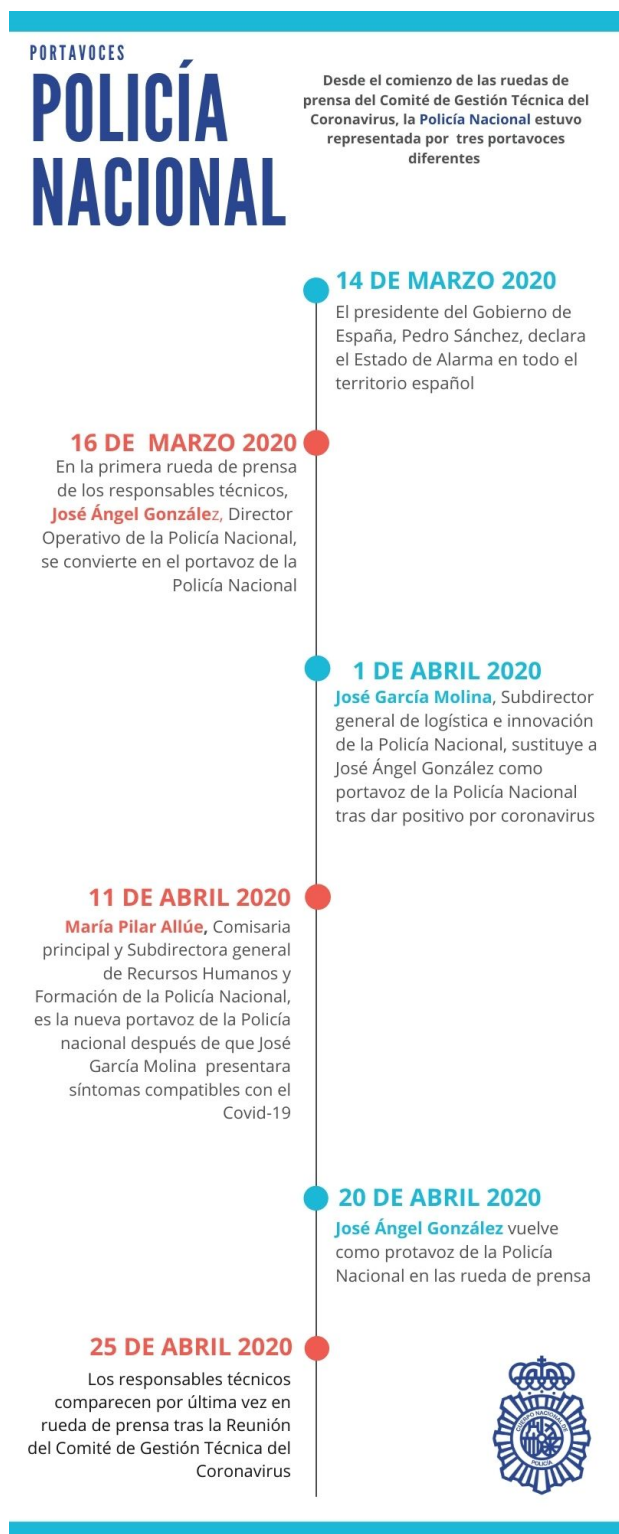 PORTAVOCES
POLICÍA
NACIONAL
Desde el comienzo de las ruedas de
prensa del Comité de Gestión Técnica del
Coronavirus, la Policía Nacional estuvo
representada por tres portavoces
diferentes
14 DE MARZO 2020
El presidente del Gobierno de
España, Pedro Sánchez, declara
el Estado de Alarma en todo el
territorio español
16 DE MARZO 2020
En la primera rueda de prensa
de los responsables técnicos,
José Ángel González, Director
Operativo de la Policía Nacional,
se convierte en el portavoz de la
Policía Nacional
1 DE ABRIL 2020
José García Molina, Subdirector
general de logística e innovación
de la Policía Nacional, sustituye a
José Ángel González como
portavoz de la Policía Nacional
tras dar positivo por coronavirus
11 DE ABRIL 2020
María Pilar Allúe, Comisaria
principal y Subdirectora general
de Recursos Humanos y
Formación de la Policía Nacional,
es la nueva portavoz de la Policía
nacional después de que José
García Molina presentara
síntomas compatibles con el
Covid-19
20 DE ABRIL 2020
José Ángel González vuelve
como protavoz de la Policía
Nacional en las rueda de prensa
25 DE ABRIL 2020
Los responsables técnicos
comparecen por última vez en
rueda de prensa tras la Reunión
del Comité de Gestión Técnica del
Coronavirus
CUERPO NACIONAL DE
POLICÍA